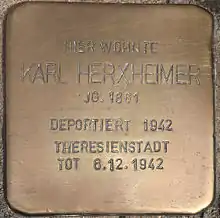 HIER WOHNTE
KARL HERXHEIMER
JG. 1861
DEPORTIERT 1942
THERESIENSTADT
TOT 6.12.1942